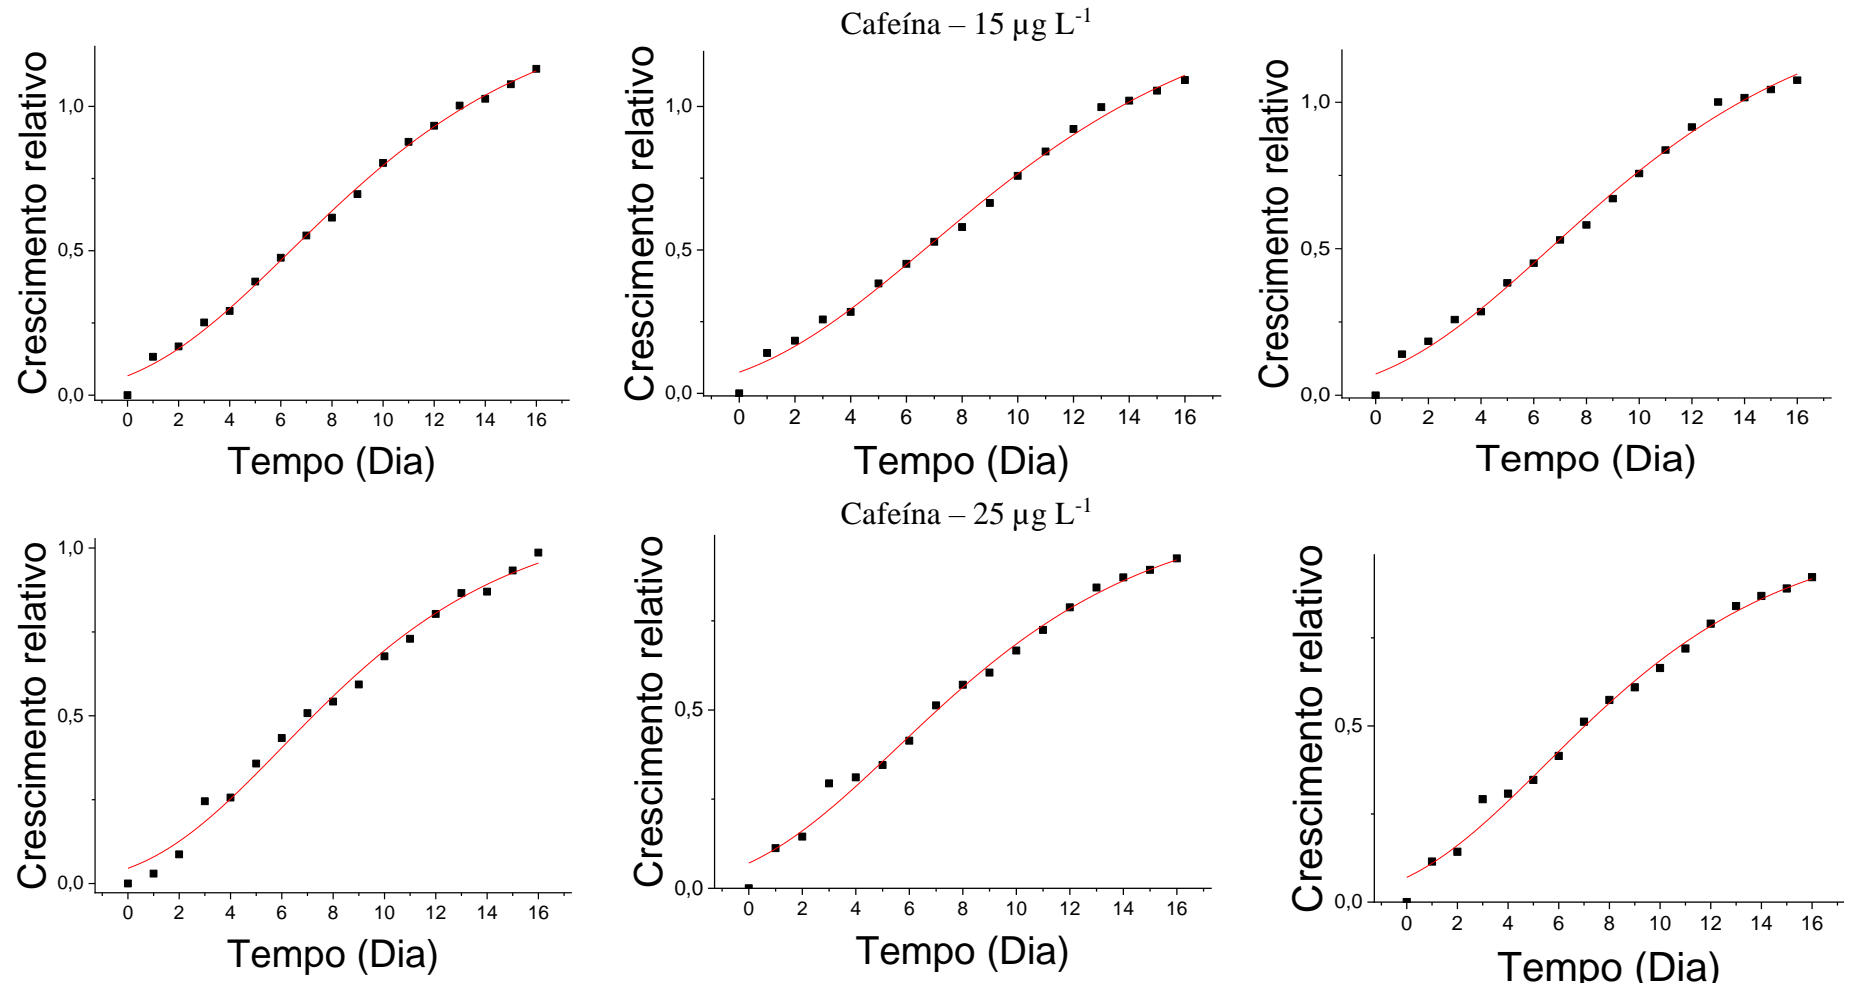 Cafeína – 15 µg L-1
Crescimento relativo
1,0
0,5
0,0
0 2 4 6 8 10 12 14 16
Tempo (Dia)
Crescimento relativo
1,0
0,5
0,0
0 2 4 6 8 10 12 14 16
Tempo (Dia)
Crescimento relativo
1,0
0,5
0,0
0 2 4 6 8 10 12 14 16
Tempo (Dia)
Cafeína – 25 µg L-1
Crescimento relativo
1,0
0,5
0,0
0 2 4 6 8 10 12 14 16
Tempo (Dia)
Crescimento relativo
0,5
0,0
0 2 4 6 8 10 12 14 16
Tempo (Dia)
Crescimento relativo
0,5
0,0
0 2 4 6 8 10 12 14 16
Tempo (Dia)